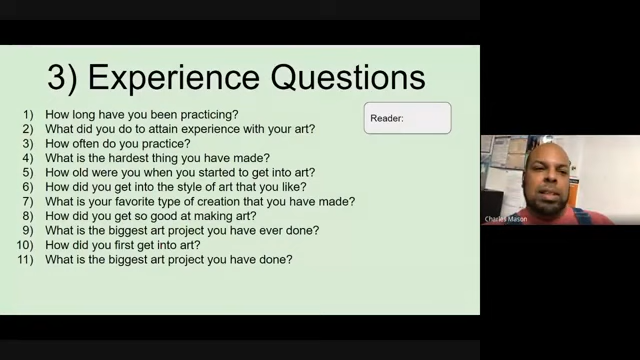 3) Experience Questions
1) How long have you been practicing?
2) What did you do to attain experience with your art?
3) How often do you practice?
4) What is the hardest thing you have made?
5) How old were you when you started to get into art?
6) How did you get into the style of art that you like?
7) What is your favorite type of creation that you have made?
8) How did you get so good at making art?
9) What is the biggest art project you have ever done?
10) How did you first get into art?
11) What is the biggest art project you have done?
Reader:
Charles Mason